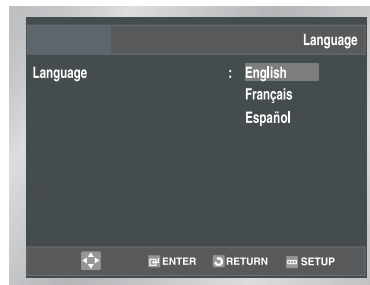 Language
Language : English
Français
Español
ENTER RETURN SETUP